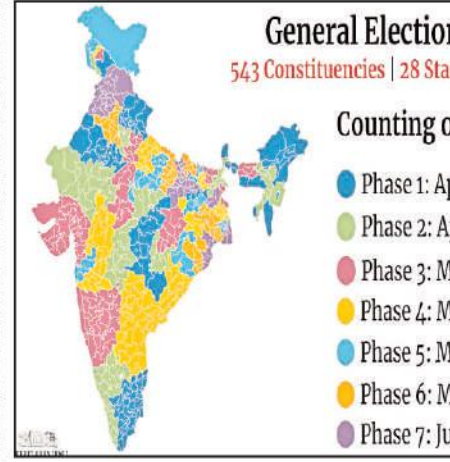 General Election
543 Constituencies | 28 Sta
Counting o
Phase 1: Ap
Phase 2: A
Phase 3: M
Phase 4: M
Phase 5: M
Phase 6: M
Phase 7: Ju